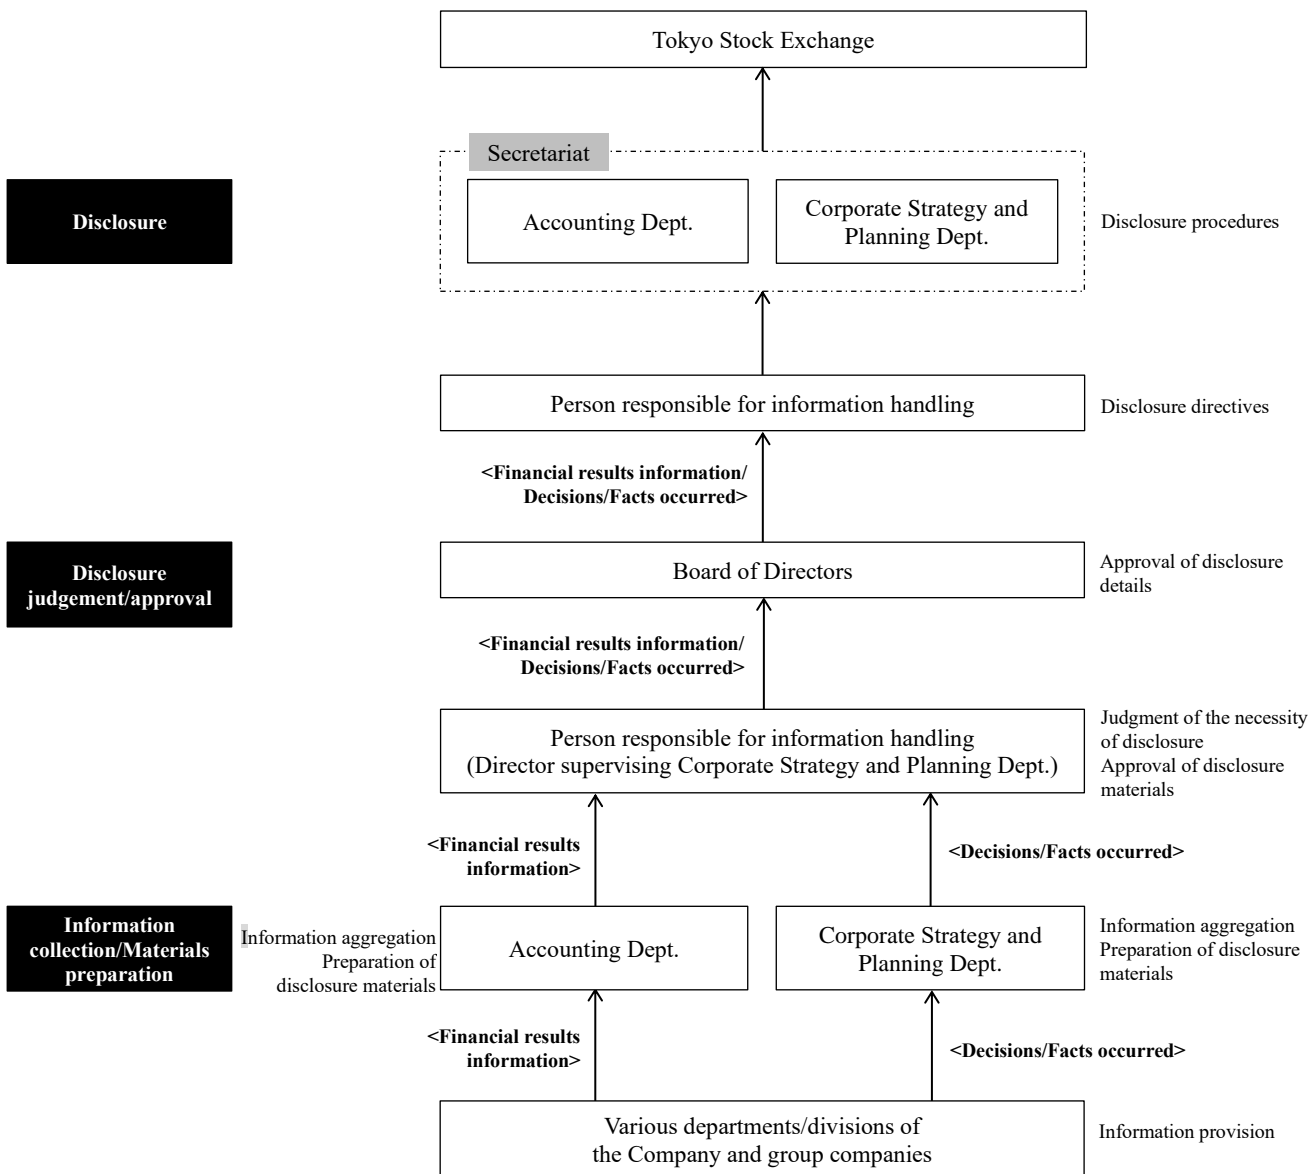 Tokyo Stock Exchange
Secretariat
Disclosure
Accounting Dept.
Corporate Strategy and
Planning Dept.
Disclosure procedures
Person responsible for information handling
Disclosure directives
<Financial results information/
Decisions/Facts occurred>
Disclosure
judgement/approval
Board of Directors
Approval of disclosure
details
<Financial results information/
Decisions/Facts occurred>
Person responsible for information handling
(Director supervising Corporate Strategy and Planning Dept.)
Judgment of the necessity
of disclosure
Approval of disclosure
materials
<Financial results
information>
<Decisions/Facts occurred>
Information
collection/Materials
preparation
Information aggregation
Preparation of
disclosure materials
Accounting Dept.
Corporate Strategy and
Planning Dept.
Information aggregation
Preparation of disclosure
materials
<Financial results
information>
<Decisions/Facts occurred>
Various departments/divisions of
the Company and group companies
Information provision